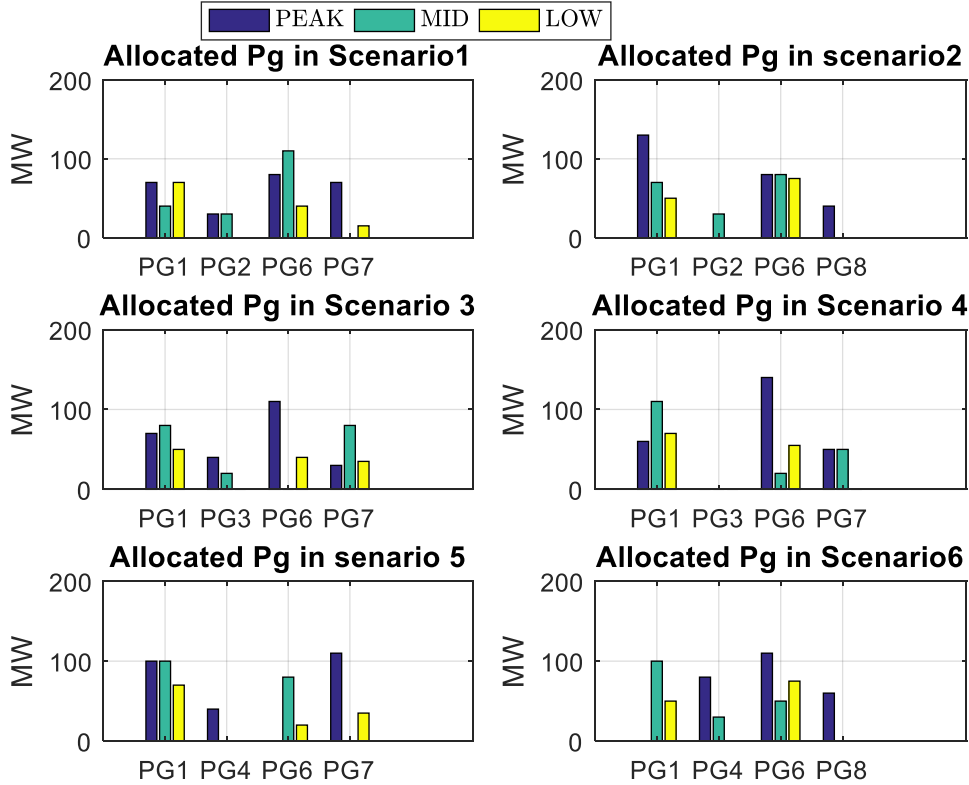 PEAK MID LOW
Allocated Pg in Scenario1
200
100
0
MW
PG1 PG2 PG6 PG7
Allocated Pg in scenario2
200
100
0
MW
PG1 PG2 PG6 PG8
Allocated Pg in Scenario 3
200
100
0
MW
PG1 PG3 PG6 PG7
Allocated Pg in Scenario 4
200
100
0
MW
PG1 PG3 PG6 PG7
Allocated Pg in senario 5
200
100
0
MW
PG1 PG4 PG6 PG7
Allocated Pg in Scenario6
200
100
0
MW
PG1 PG4 PG6 PG8